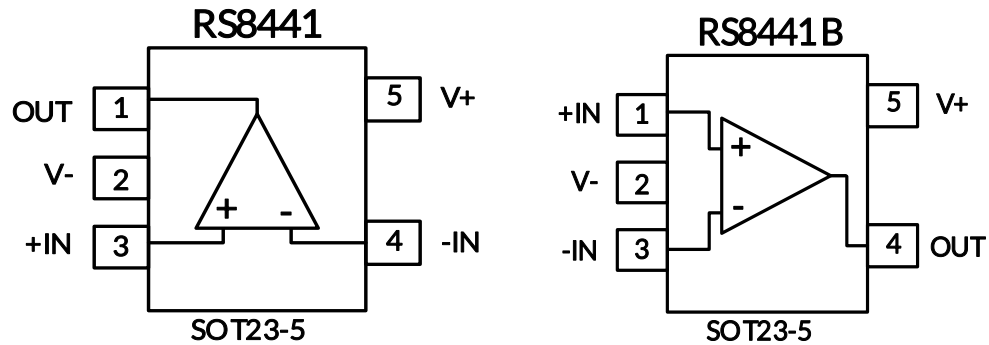 RS8441
OUT 1
V- 2
+IN 3
5 V+
4 -IN
+ -
SOT23-5
RS8441B
+IN 1
V- 2
-IN 3
5 V+
4 OUT
+
-
SOT23-5